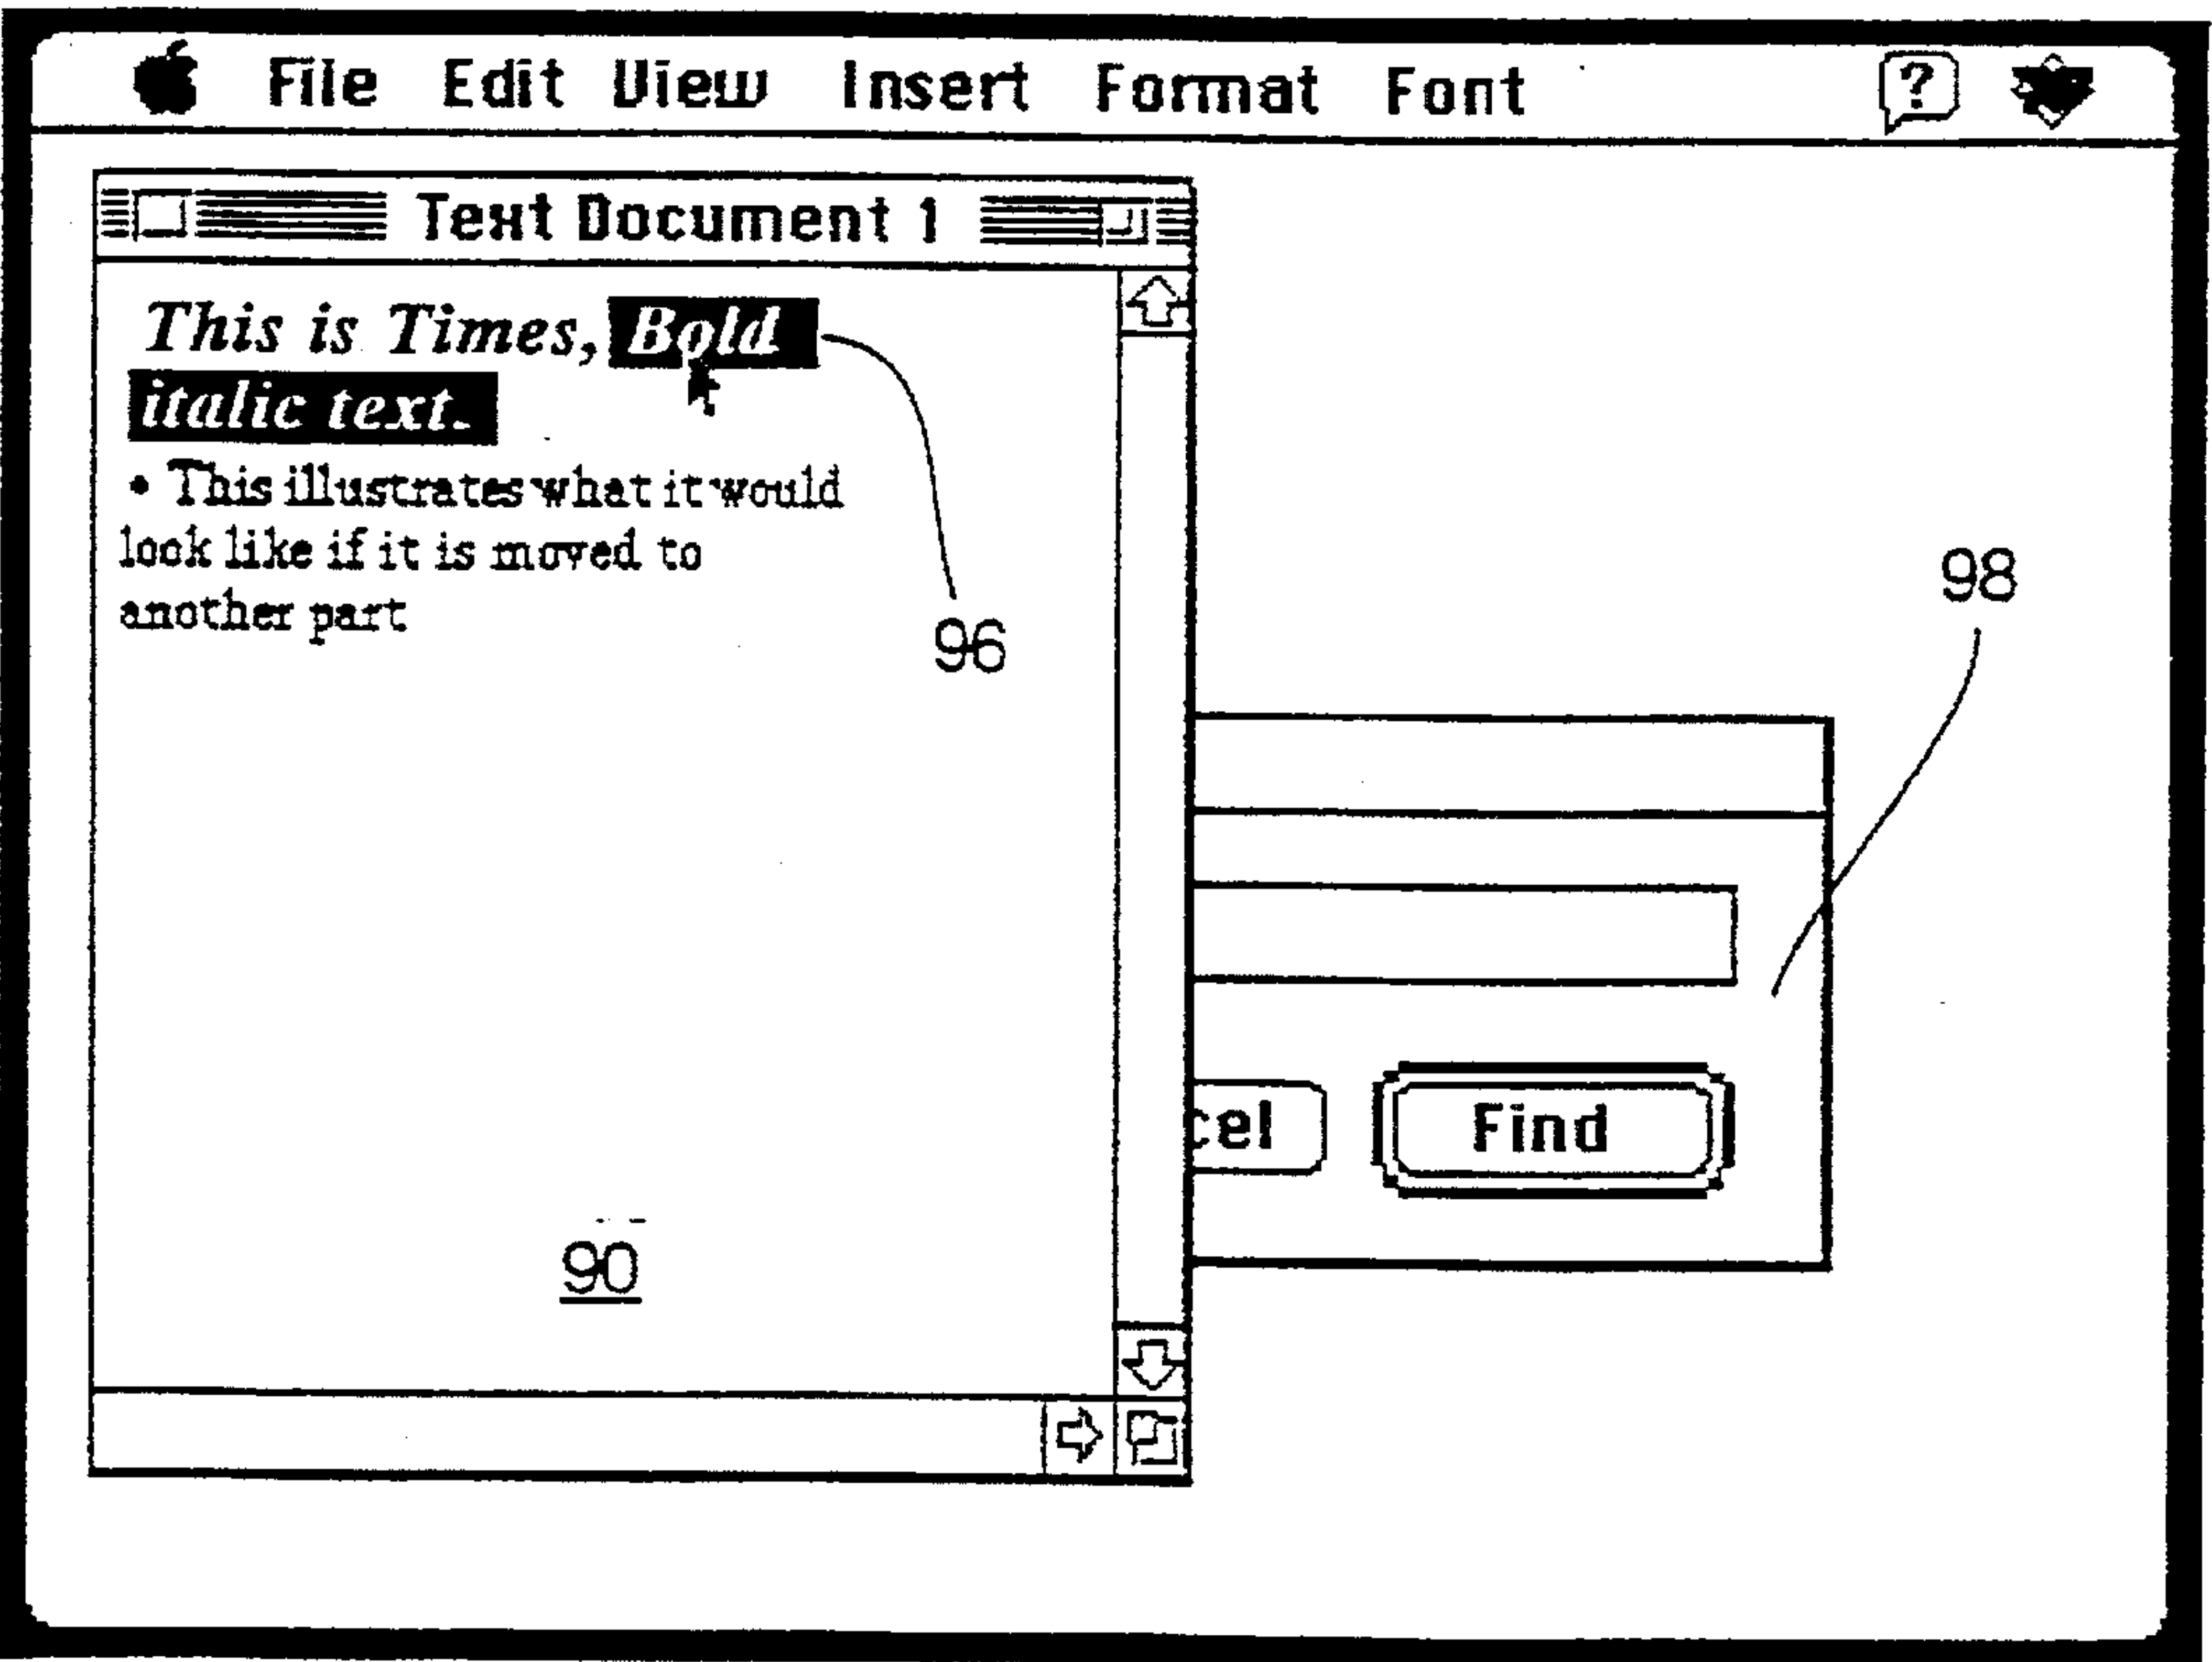 File Edit View Insert Format Font ?
Text Document 1
This is Times, Bold
italic text.
• This illustrates what it would
look like if it is moved to
another part
96
98
cel Find
90